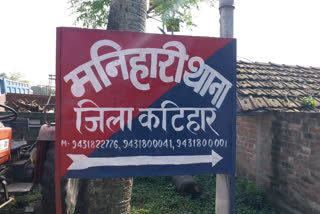 मनिहारी थाना
जिला कटिहार
M- 9431822776, 9431800041, 9431800001